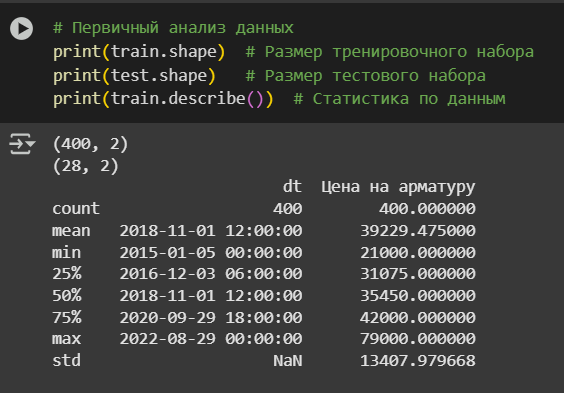 # Первичный анализ данных
print(train.shape)  # Размер тренировочного набора
print(test.shape)   # Размер тестового набора
print(train.describe())  # Статистика по данным
(400, 2)
(28, 2)
dt  Цена на арматуру
count                  400        400.000000
mean   2018-11-01 12:00:00      39229.475000
min    2015-01-05 00:00:00      21000.000000
25%    2016-12-03 06:00:00      31075.000000
50%    2018-11-01 12:00:00      35450.000000
75%    2020-09-29 18:00:00      42000.000000
max    2022-08-29 00:00:00      79000.000000
std                    NaN      13407.979668